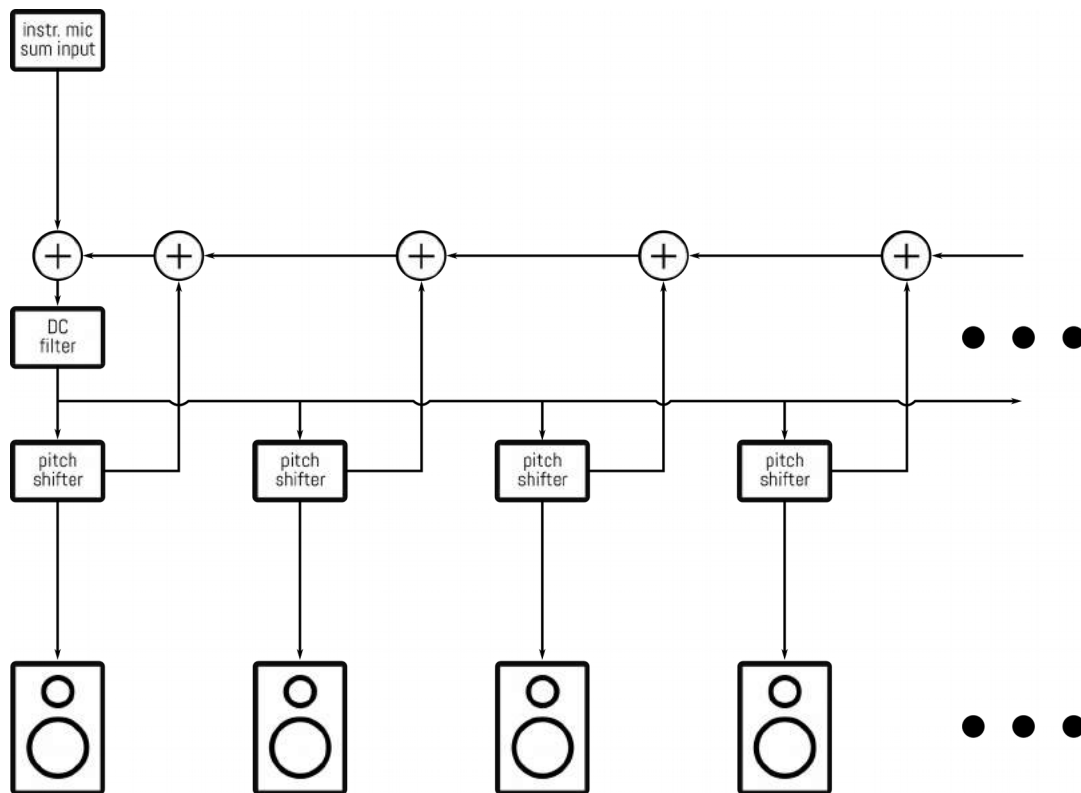 instr. mic
sum input
DC
filter
pitch
shifter
pitch
shifter
pitch
shifter
pitch
shifter